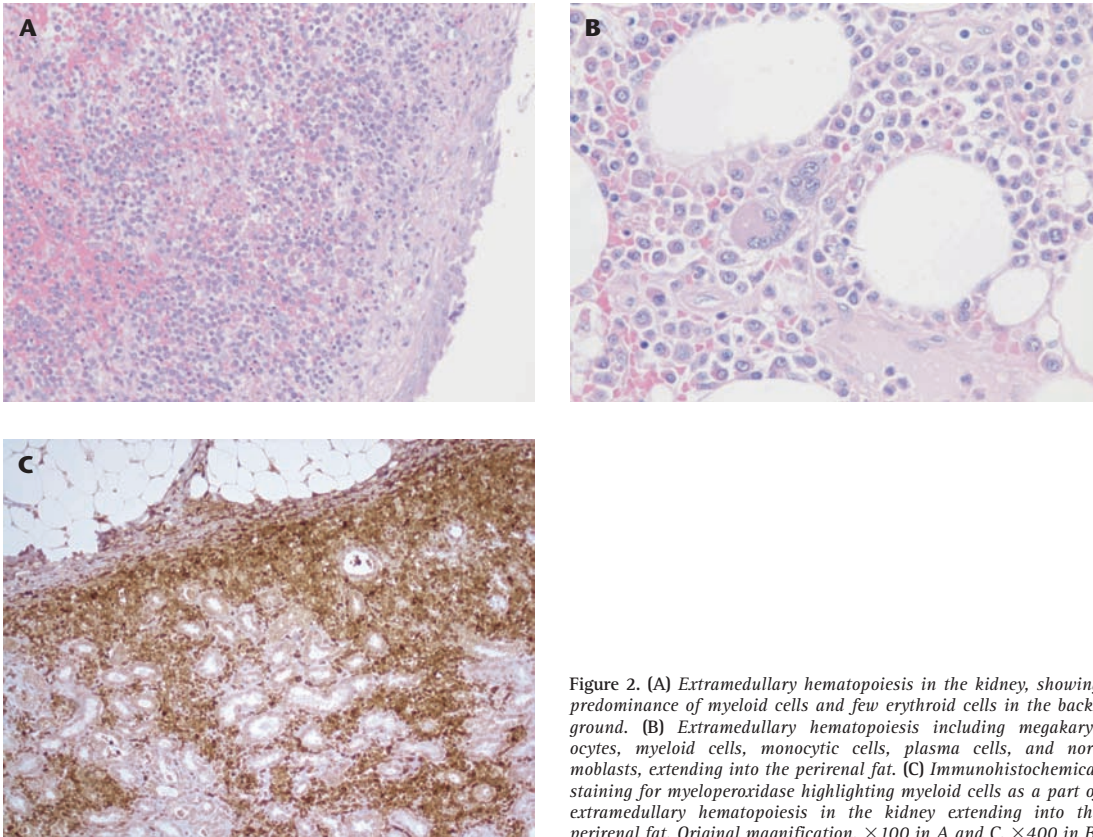 A
B
C
Figure 2. (A) Extramedullary hematopoiesis in the kidney, showing
predominance of myeloid cells and few erythroid cells in the back
ground. (B) Extramedullary hematopoiesis including megakary
ocytes, myeloid cells, monocytic cells, plasma cells, and nor
moblasts, extending into the perirenal fat. (C) Immunohistochemica
staining for myeloperoxidase highlighting myeloid cells as a part o
extramedullary hematopoiesis in the kidney extending into th
perirenal fat. Original magnification, ×100 in A and C, ×400 in